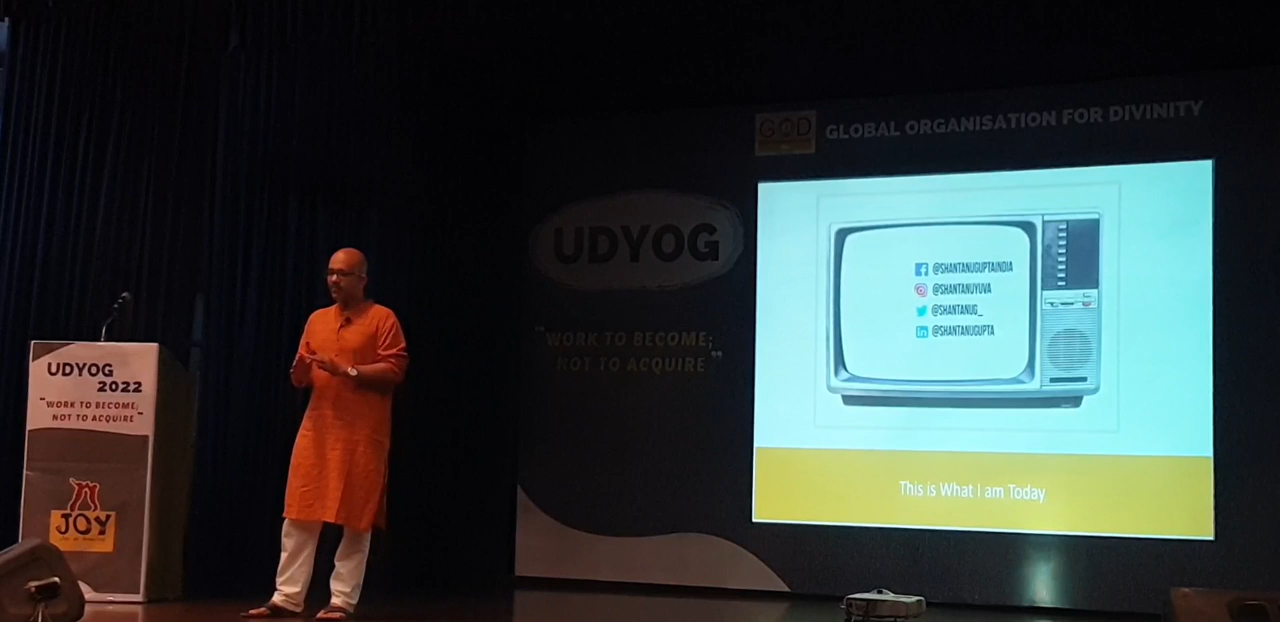 GOD
GLOBAL ORGANISATION FOR DIVINITY
UDYOG
"WORK TO BECOME;
NOT TO ACQUIRE"
@SHANTANUGUPTAINDIA
@SHANTANUYUVA
@SHANTANUG_
@SHANTANUGUPTA
This is What I am Today
UDYOG
2022
"WORK TO BECOME;
NOT TO ACQUIRE"
JOY